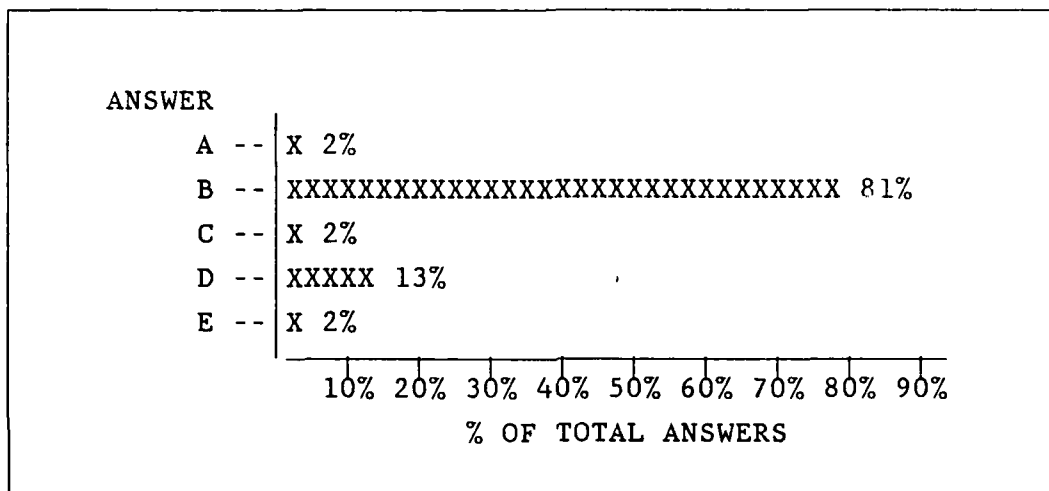 ANSWER
A -- X 2%
B -- XXXXXXXXXXXXXXXXXXXXXXXXXXXXXXX 81%
C -- X 2%
D -- XXXXX 13%
E -- X 2%
10% 20% 30% 40% 50% 60% 70% 80% 90%
% OF TOTAL ANSWERS